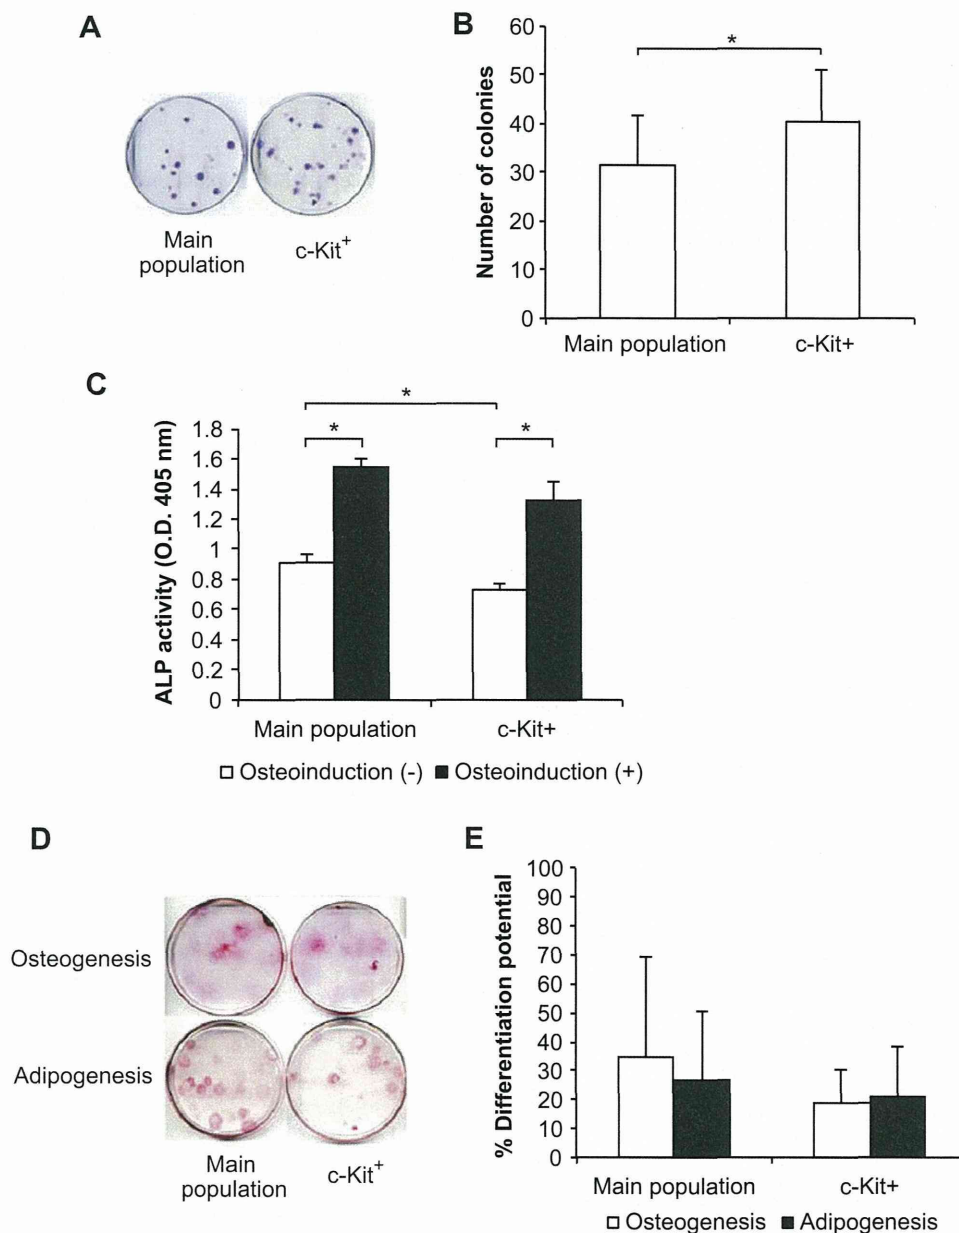 A
Main
population
c-Kit+
B
Number of colonies
60
50
40
30
20
10
0
*
Main population
c-Kit+
C
ALP activity (O.D. 405 nm)
1.8
1.6
1.4
1.2
1
0.8
0.6
0.4
0.2
0
*
*
*
Main population
c-Kit+
Osteoinduction (-)
Osteoinduction (+)
D
Osteogenesis
Adipogenesis
Main
population
c-Kit+
E
% Differentiation potential
100
90
80
70
60
50
40
30
20
10
0
Main population
c-Kit+
Osteogenesis
Adipogenesis